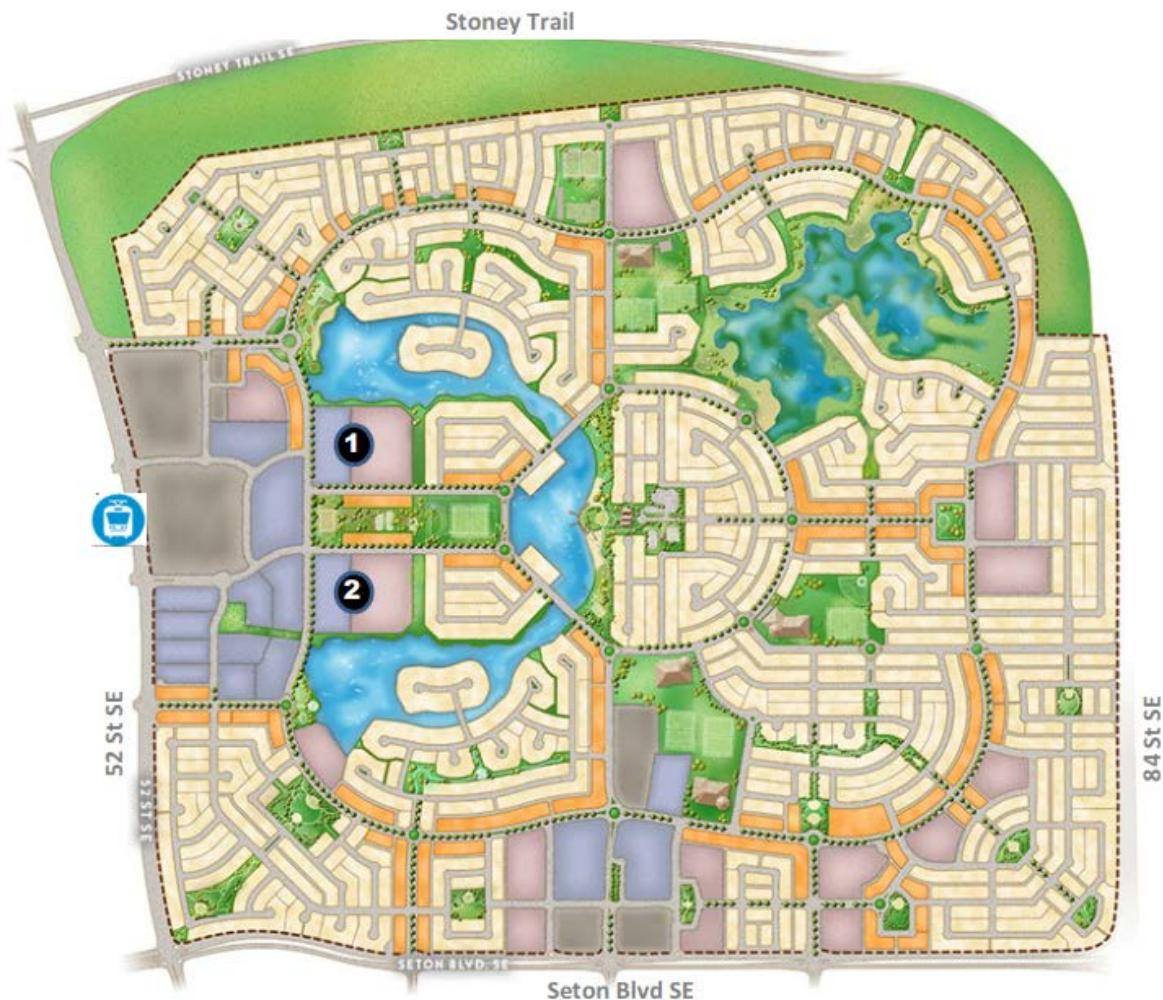 Stoney Trail
STONEY TRAIL SE
1
2
52 St SE
52 ST SE
84 St SE
SETON BLVD. SE
Seton Blvd SE